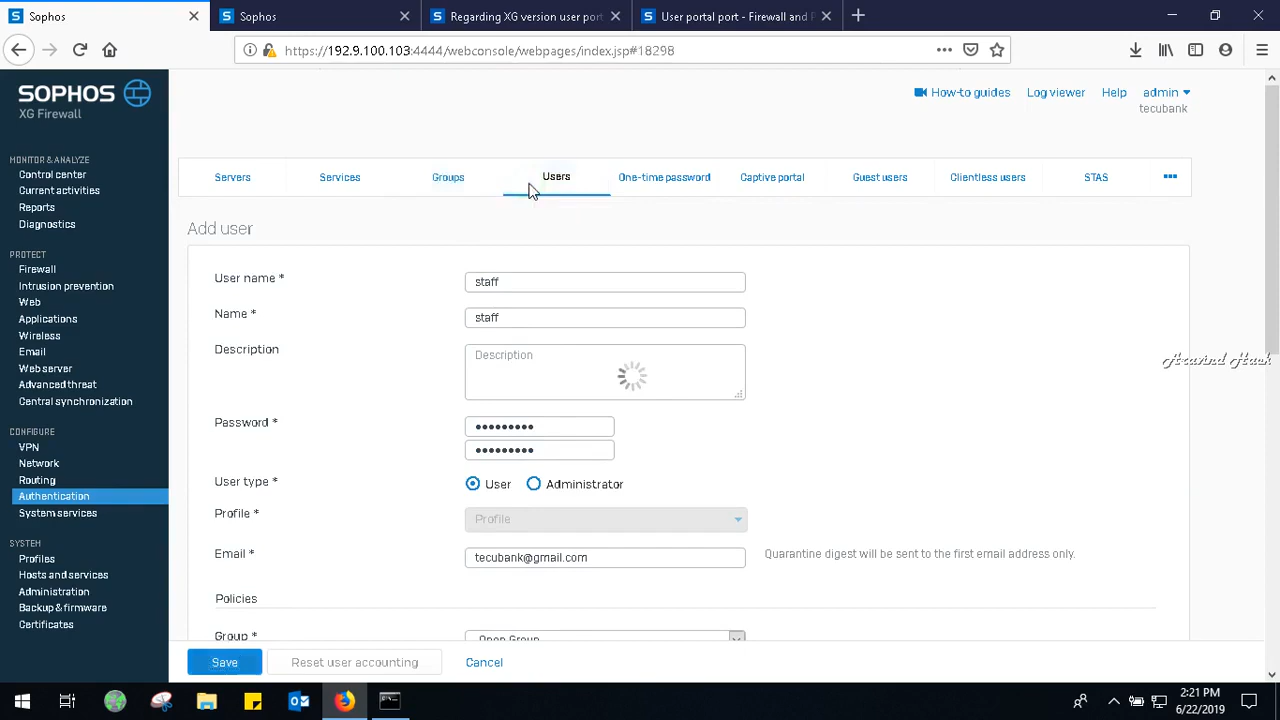 Sophos
Sophos
Regarding XG version user port
User portal port - Firewall and P
https://192.9.100.103:4444/webconsole/webpages/index.jsp#18298
SOPHOS
XG Firewall
How-to guides
Log viewer
Help
admin
tecubank
MONITOR & ANALYZE
Control center
Current activities
Reports
Diagnostics
PROTECT
Firewall
Intrusion prevention
Web
Applications
Wireless
Email
Web server
Advanced threat
Central synchronization
CONFIGURE
VPN
Network
Routing
Authentication
System services
SYSTEM
Profiles
Hosts and services
Administration
Backup & firmware
Certificates
Servers
Services
Groups
Users
One-time password
Captive portal
Guest users
Clientless users
STAS
Add user
User name *
staff
Name *
staff
Description
Description
Password *
•••••••••
•••••••••
User type *
User
Administrator
Profile *
Profile
Email *
tecubank@gmail.com
Quarantine digest will be sent to the first email address only.
Policies
Group *
Open Group
Save
Reset user accounting
Cancel
Aravind Hack
2:21 PM
6/22/2019